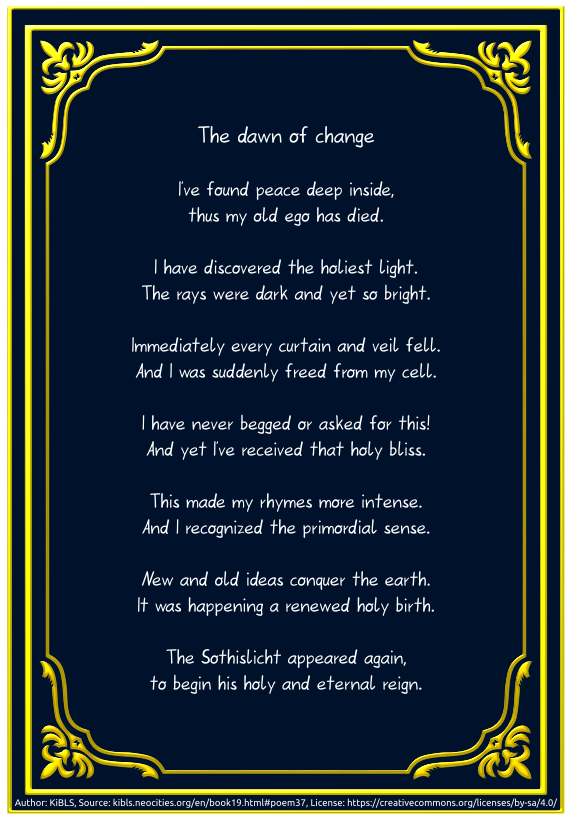 The dawn of change
I've found peace deep inside,
thus my old ego has died.
I have discovered the holiest light.
The rays were dark and yet so bright.
Immediately every curtain and veil fell.
And I was suddenly freed from my cell.
I have never begged or asked for this!
And yet I've received that holy bliss.
This made my rhymes more intense.
And I recognized the primordial sense.
New and old ideas conquer the earth.
It was happening a renewed holy birth.
The Sothislicht appeared again,
to begin his holy and eternal reign.
Author: KiBLS, Source: kibls.neocities.org/en/book19.html#poem37, License: https://creativecommons.org/licenses/by-sa/4.0/